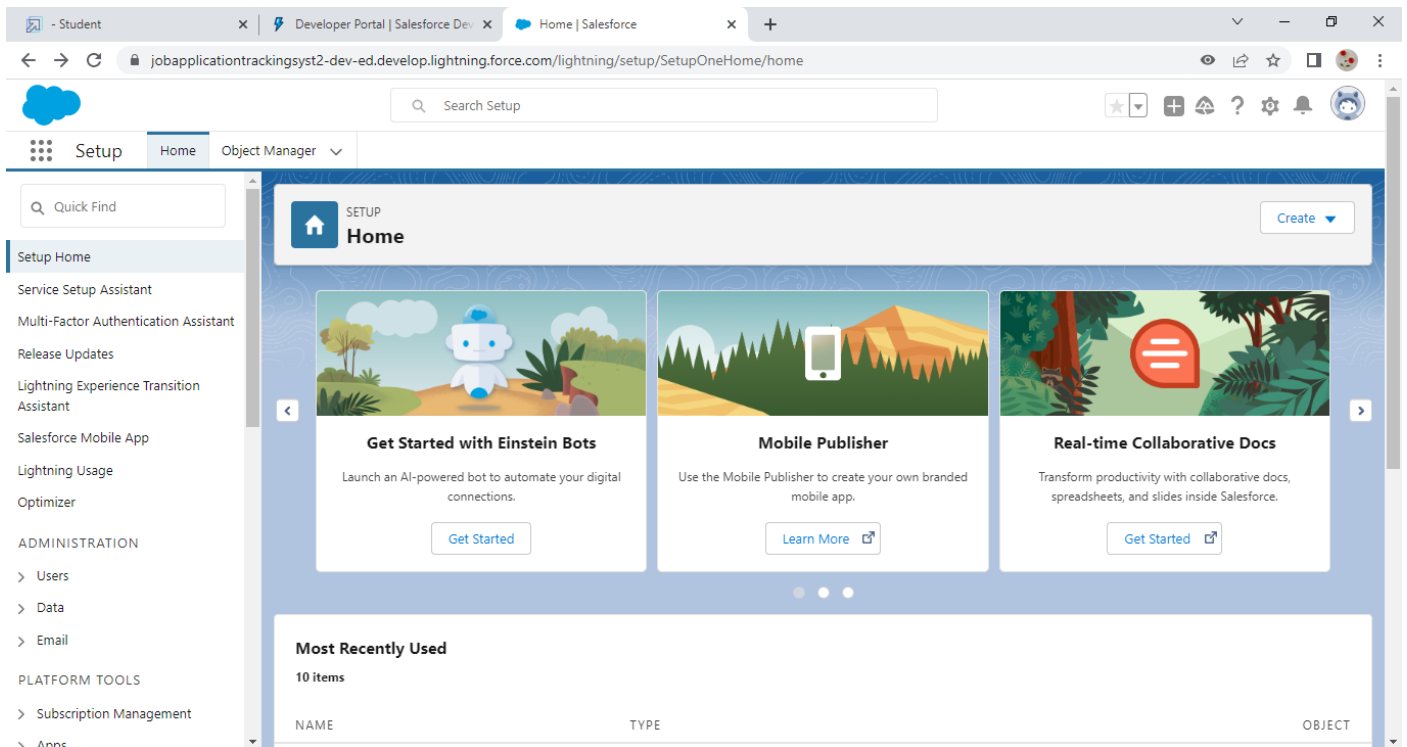 - Student
Developer Portal | Salesforce Dev
Home | Salesforce
jobapplicationtrackingsyst2-dev-ed.develop.lightning.force.com/lightning/setup/SetupOneHome/home
Search Setup
Setup
Home
Object Manager
Quick Find
Setup Home
Service Setup Assistant
Multi-Factor Authentication Assistant
Release Updates
Lightning Experience Transition
Assistant
Salesforce Mobile App
Lightning Usage
Optimizer
ADMINISTRATION
Users
Data
Email
PLATFORM TOOLS
Subscription Management
Apps
SETUP
Home
Create
Get Started with Einstein Bots
Launch an AI-powered bot to automate your digital
connections.
Get Started
Mobile Publisher
Use the Mobile Publisher to create your own branded
mobile app.
Learn More
Real-time Collaborative Docs
Transform productivity with collaborative docs,
spreadsheets, and slides inside Salesforce.
Get Started
Most Recently Used
10 items
NAME
TYPE
OBJECT